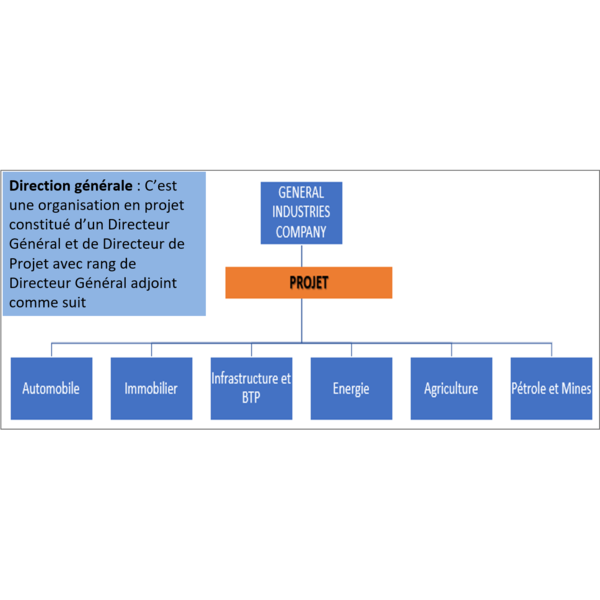 Direction générale : C’est
une organisation en projet
constitué d’un Directeur
Général et de Directeur de
Projet avec rang de
Directeur Général adjoint
comme suit
GENERAL
INDUSTRIES
COMPANY
PROJET
Automobile
Immobilier
Infrastructure et
BTP
Energie
Agriculture
Pétrole et Mines